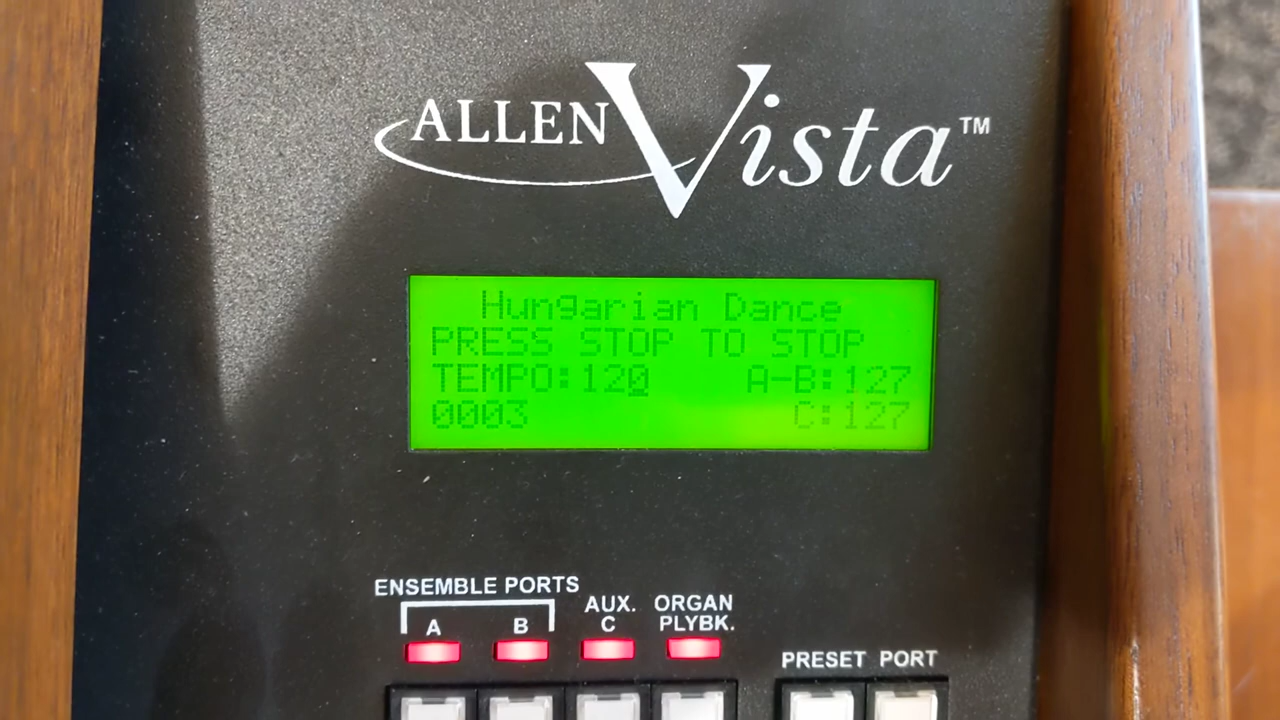 ALLEN Vista™
Hungarian Dance
PRESS STOP TO STOP
TEMPO:120 A-B:127
0003 C:127
ENSEMBLE PORTS
A B
AUX.
C
ORGAN
PLYBK.
PRESET PORT